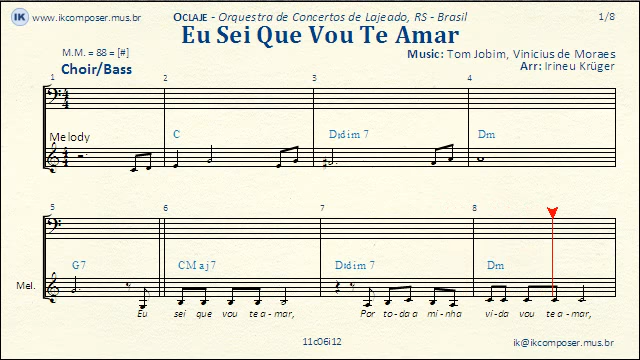 IK www.ikcomposer.mus.br
OCLAJE - Orquestra de Concertos de Lajeado, RS - Brasil
1/8
Eu Sei Que Vou Te Amar
M.M. = 88 = [#]
Music: Tom Jobim, Vinicius de Moraes
Choir/Bass
Arr: Irineu Krüger
1 2 3 4
Melody C D♯dim 7 Dm
5 6 7 8
G7 CMaj7 D♯dim 7 Dm
Mel.
Eu sei que vou te a - mar, Por to-da a mi-nha vi-da vou te a - mar,
11c06i12
ik@ikcomposer.mus.br